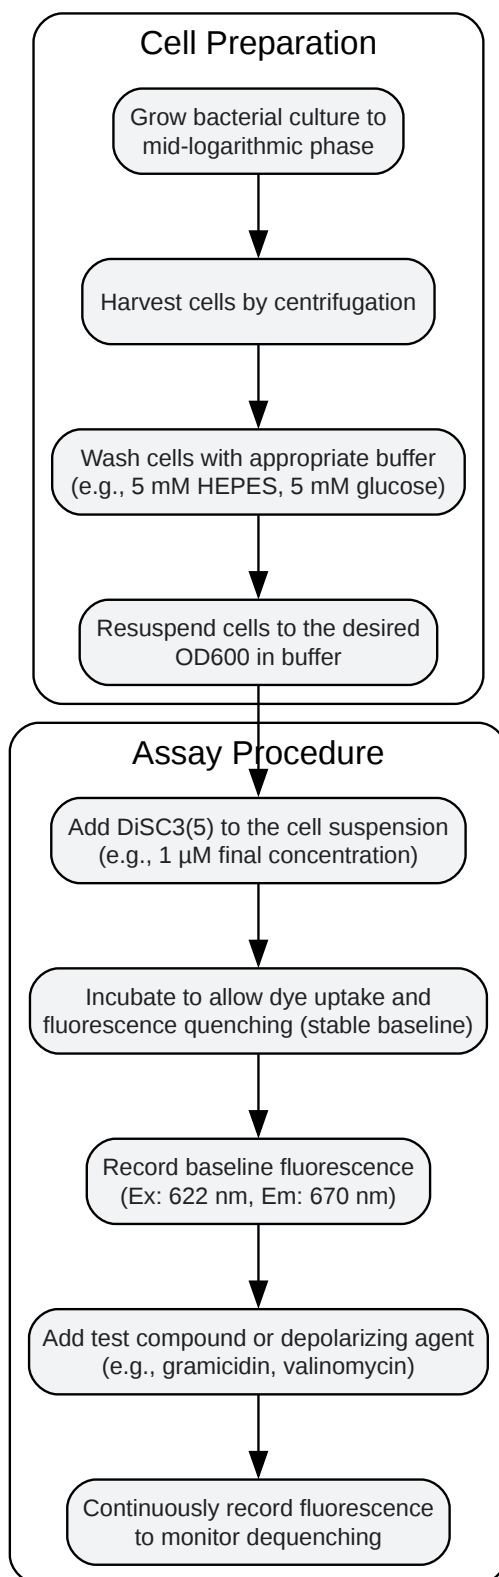 Cell Preparation
Grow bacterial culture to
mid-logarithmic phase
Harvest cells by centrifugation
Wash cells with appropriate buffer
(e.g., 5 mM HEPES, 5 mM glucose)
Resuspend cells to the desired
OD600 in buffer
Assay Procedure
Add DiSC3(5) to the cell suspension
(e.g., 1 µM final concentration)
Incubate to allow dye uptake and
fluorescence quenching (stable baseline)
Record baseline fluorescence
(Ex: 622 nm, Em: 670 nm)
Add test compound or depolarizing agent
(e.g., gramicidin, valinomycin)
Continuously record fluorescence
to monitor dequenching